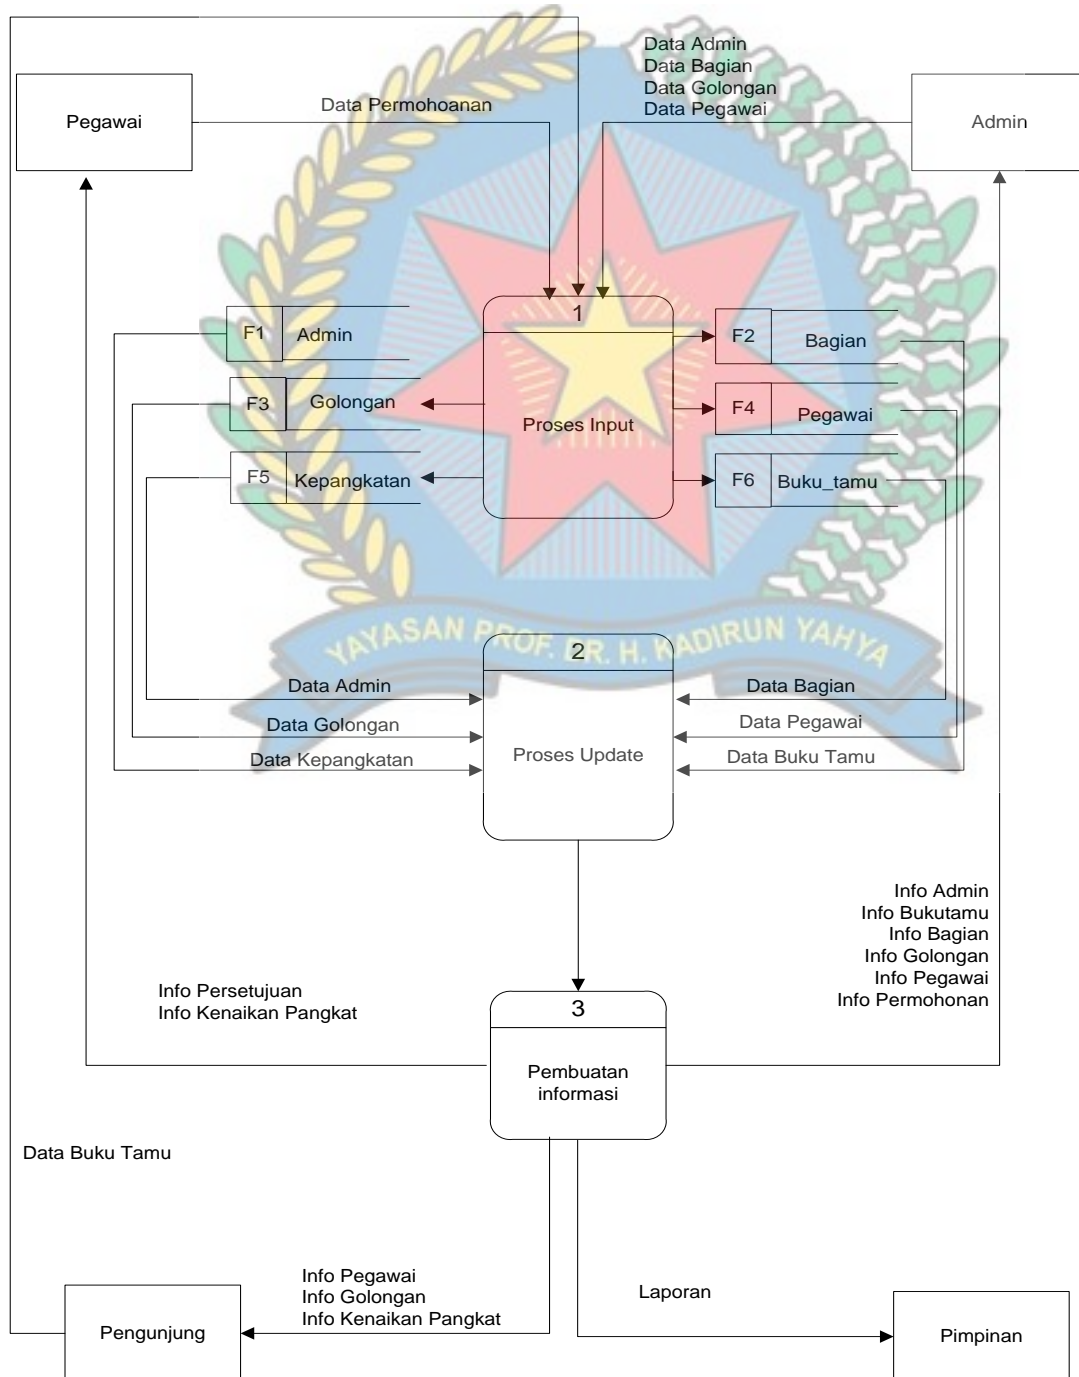 Data Admin
Data Bagian
Data Golongan
Data Pegawai
Pegawai
Data Permohoanan
Admin
1
F1
Admin
F2
Bagian
F3
Golongan
F4
Pegawai
Proses Input
F5
Kepangkatan
F6
Buku_tamu
YAYASAN PROF. DR. H. KADIRUN YAHYA
2
Data Admin
Data Bagian
Data Golongan
Data Pegawai
Proses Update
Data Kepangkatan
Data Buku Tamu
Info Admin
Info Bukutamu
Info Bagian
Info Golongan
Info Pegawai
Info Permohonan
Info Persetujuan
Info Kenaikan Pangkat
3
Pembuatan
informasi
Data Buku Tamu
Info Pegawai
Info Golongan
Info Kenaikan Pangkat
Laporan
Pengunjung
Pimpinan